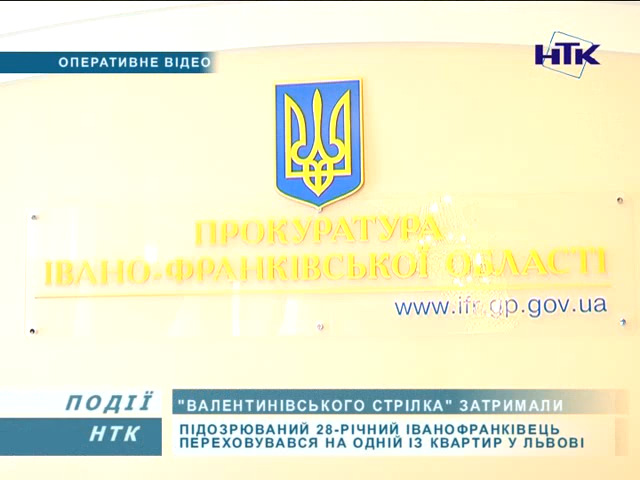 ОПЕРАТИВНЕ ВІДЕО
НТК
ПРОКУРАТУРА
ІВАНО-ФРАНКІВСЬКОЇ ОБЛАСТІ
www.ifr.gp.gov.ua
ПОДІЇ
НТК
"ВАЛЕНТИНІВСЬКОГО СТРІЛКА" ЗАТРИМАЛИ
ПІДОЗРЮВАНИЙ 28-РІЧНИЙ ІВАНОФРАНКІВЕЦЬ
ПЕРЕХОВУВАВСЯ НА ОДНІЙ ІЗ КВАРТИР У ЛЬВОВІ